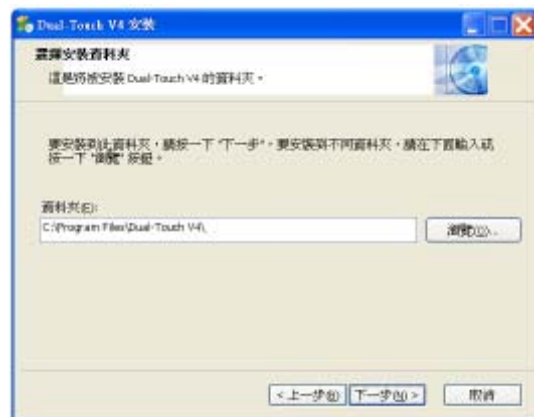 Dual-Touch V4 安裝
選擇安裝資料夾
這是將被安裝 Dual-Touch V4 的資料夾。
要安裝到此資料夾，請按一下 "下一步"。要安裝到不同資料夾，請在下面輸入或
按一下 "瀏覽" 按鈕。
資料夾(E):
C:\Program Files\Dual-Touch V4\
瀏覽(O)...
< 上一步(B)
下一步(N) >
取消